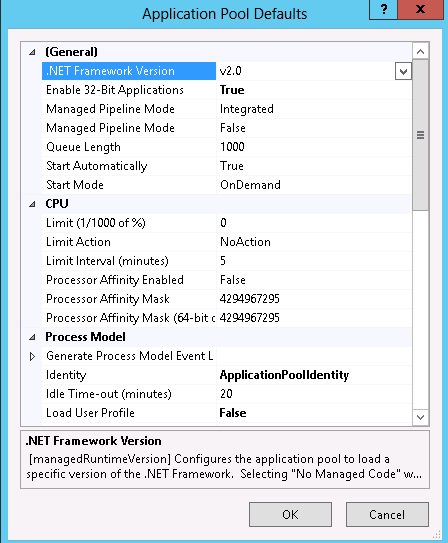 Application Pool Defaults
? X
(General)
.NET Framework Version v2.0
Enable 32-Bit Applications True
Managed Pipeline Mode Integrated
Managed Pipeline Mode False
Queue Length 1000
Start Automatically True
Start Mode OnDemand
CPU
Limit (1/1000 of %) 0
Limit Action NoAction
Limit Interval (minutes) 5
Processor Affinity Enabled False
Processor Affinity Mask 4294967295
Processor Affinity Mask (64-bit c 4294967295
Process Model
Generate Process Model Event L
Identity ApplicationPoolIdentity
Idle Time-out (minutes) 20
Load User Profile False
.NET Framework Version
[managedRuntimeVersion] Configures the application pool to load a
specific version of the .NET Framework. Selecting "No Managed Code" w...
OK Cancel